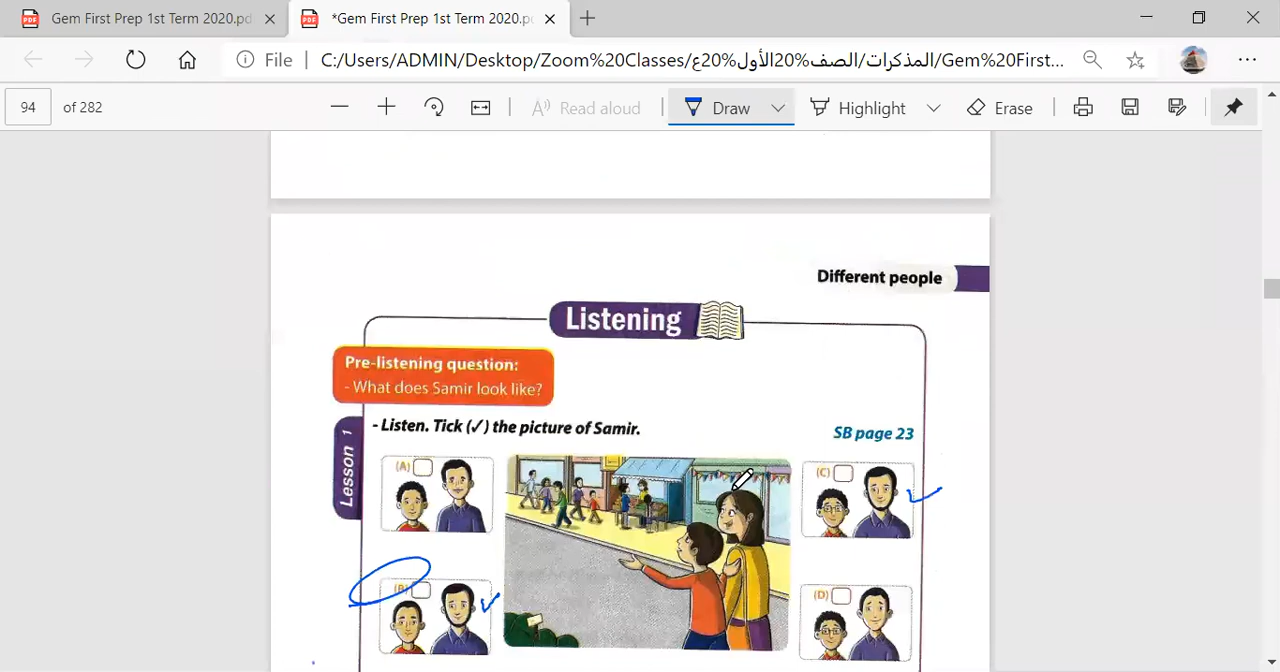 Gem First Prep 1st Term 2020.pd
*Gem First Prep 1st Term 2020.p
File
C:/Users/ADMIN/Desktop/Zoom%20Classes/المذكرات/الصف%20الأول%20ع/Gem%20First...
94 of 282
Read aloud
Draw
Highlight
Erase
Different people
Listening
Pre-listening question:
- What does Samir look like?
- Listen. Tick (✓) the picture of Samir.
SB page 23
Lesson 1
(A)
(C)
(B)
(D)